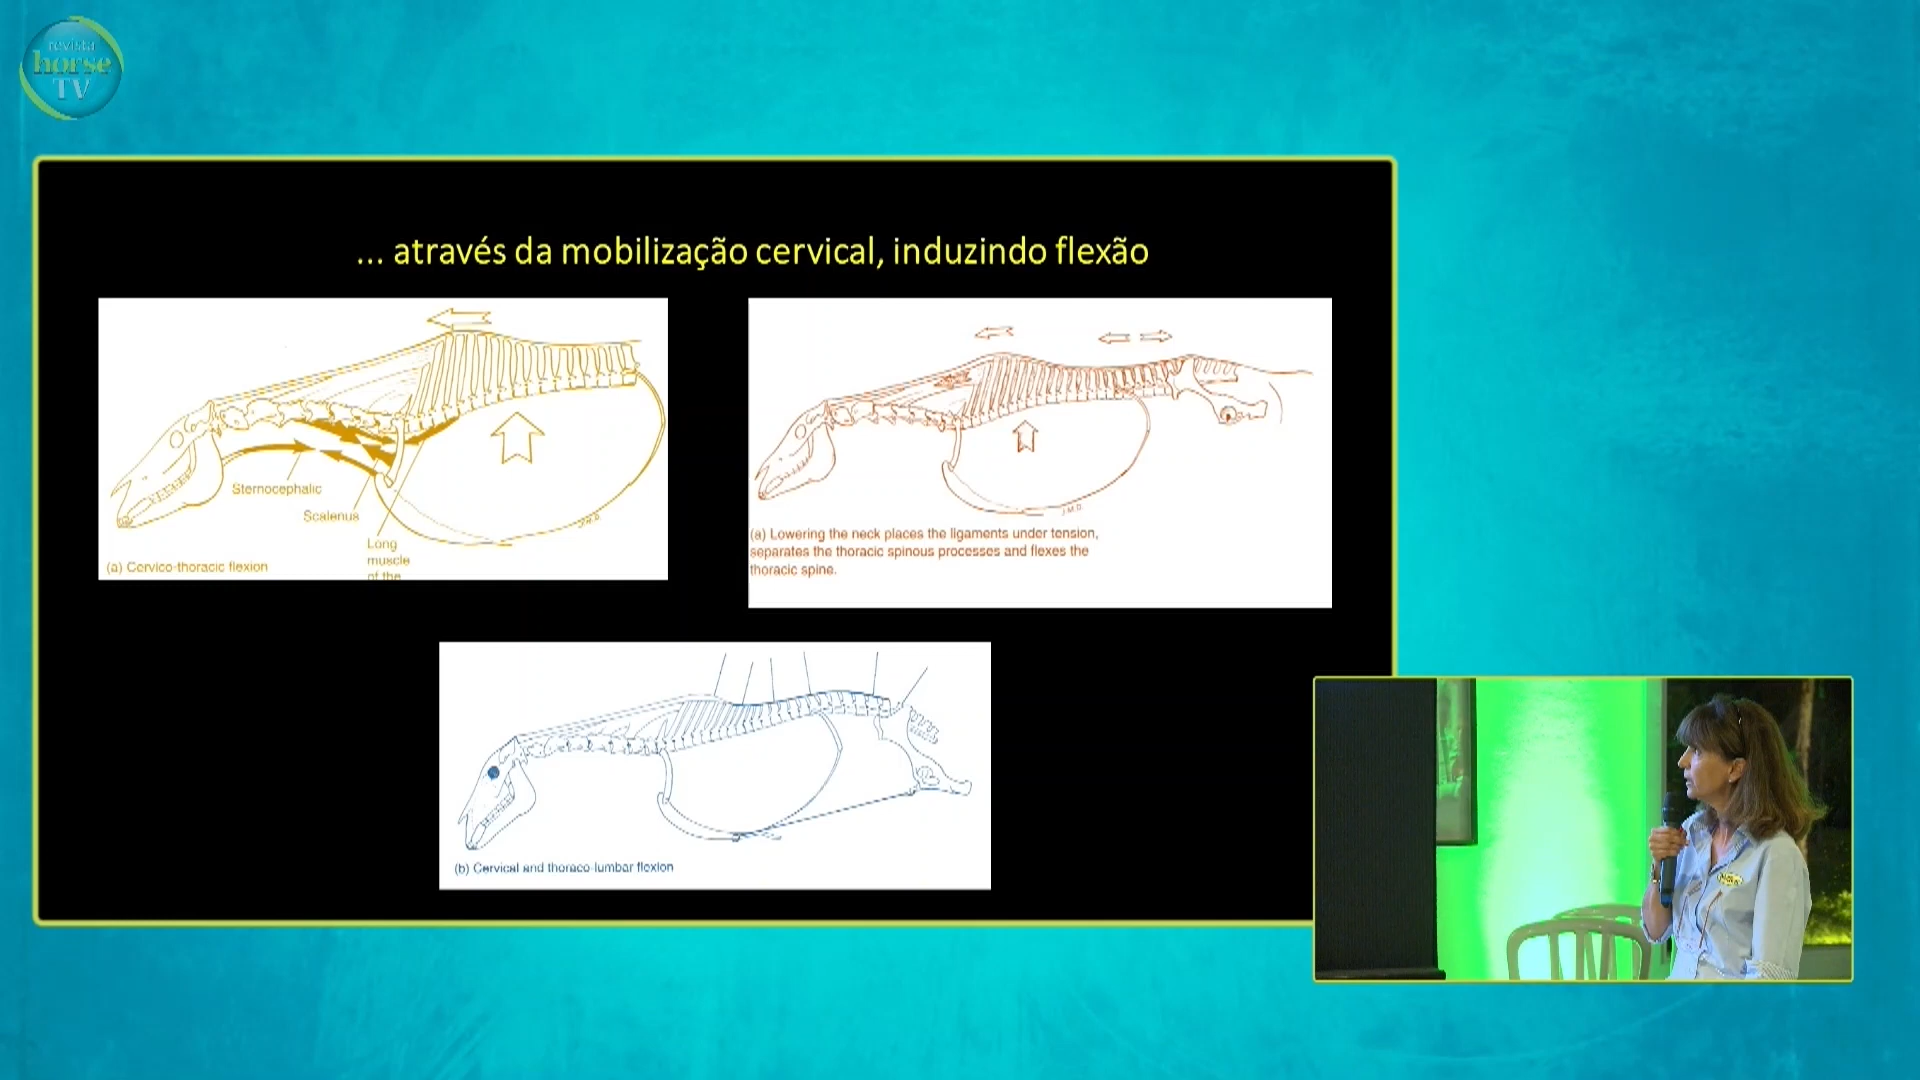 revista
horse
TV
... através da mobilização cervical, induzindo flexão
Sternocephalic
Scalenus
Long
muscle
of the
(a) Cervico-thoracic flexion
J.M.D.
(a) Lowering the neck places the ligaments under tension,
separates the thoracic spinous processes and flexes the
thoracic spine.
J.M.D.
(b) Cervical and thoraco-lumbar flexion